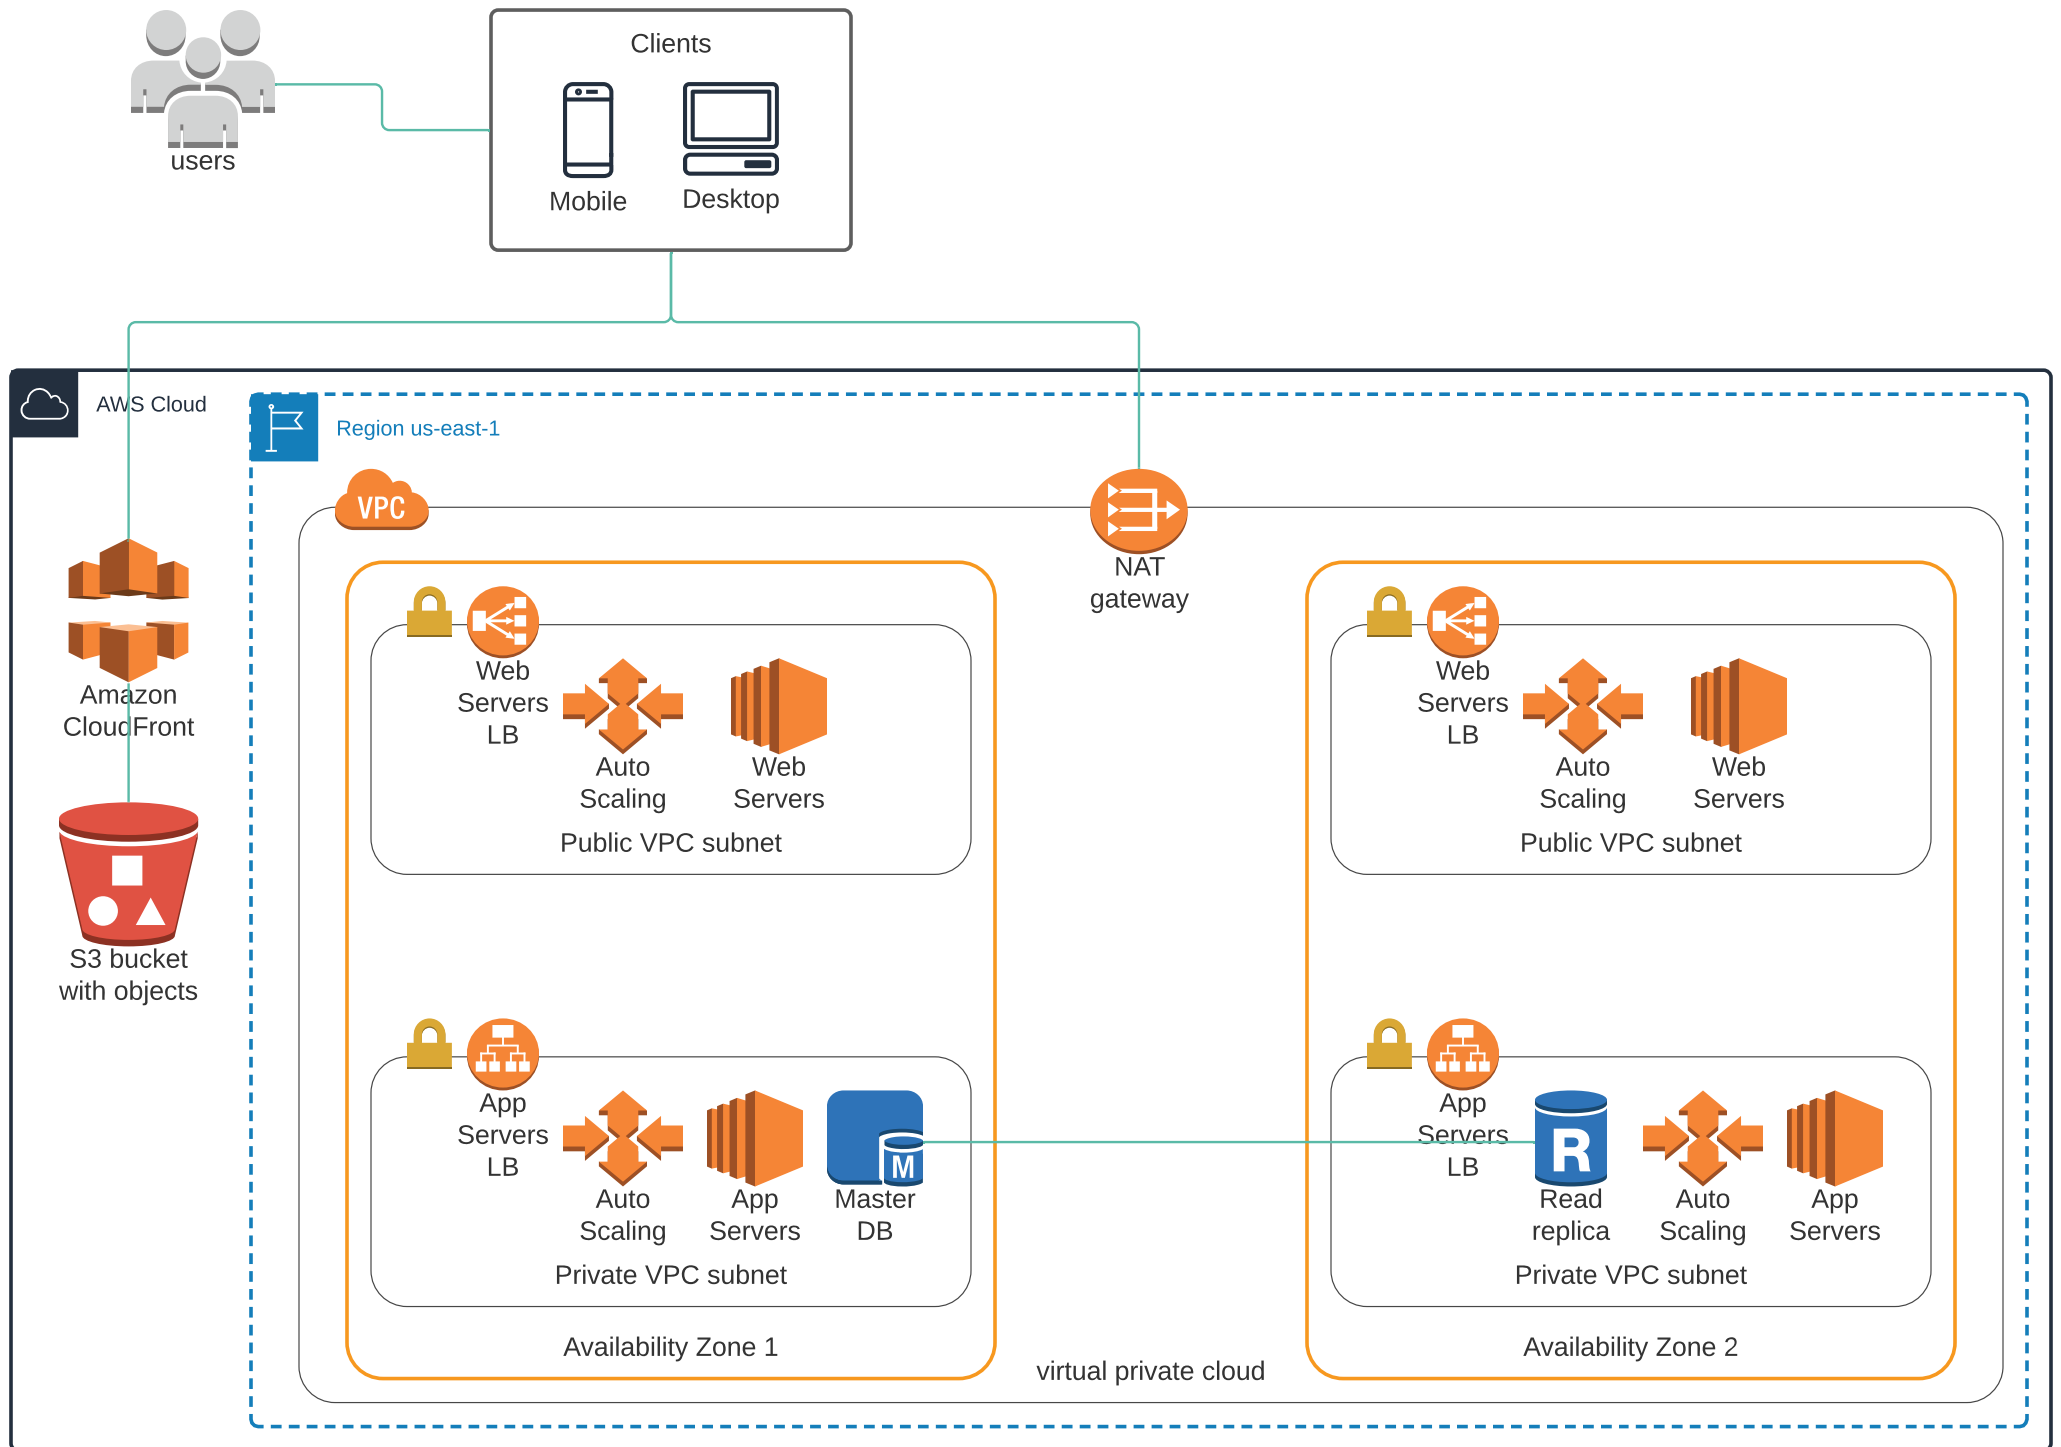 Clients
users
Mobile
Desktop
AWS Cloud
Region us-east-1
VPC
NAT
gateway
Amazon
CloudFront
S3 bucket
with objects
Web
Servers
LB
Auto
Scaling
Web
Servers
Public VPC subnet
Web
Servers
LB
Auto
Scaling
Web
Servers
Public VPC subnet
App
Servers
LB
Auto
Scaling
App
Servers
M
Master
DB
Private VPC subnet
Availability Zone 1
App
Servers
LB
R
Read
replica
Auto
Scaling
App
Servers
Private VPC subnet
Availability Zone 2
virtual private cloud